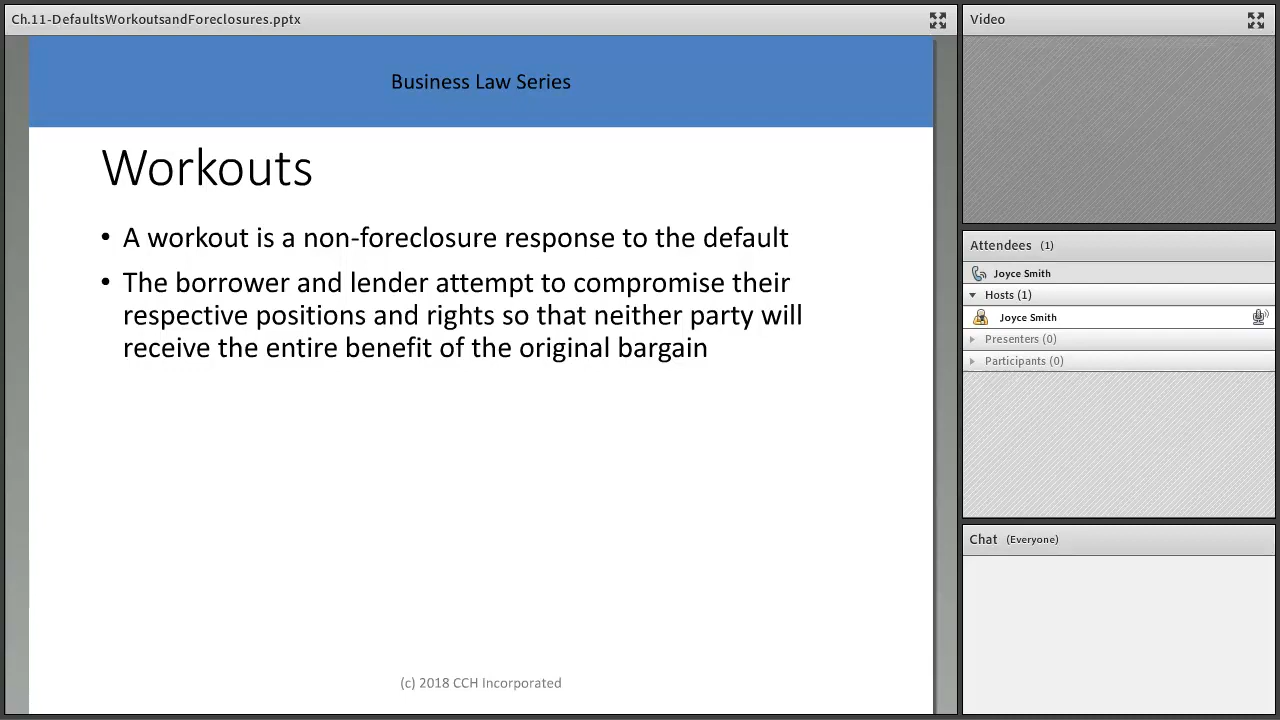 Ch.11-DefaultsWorkoutsandForeclosures.pptx
Business Law Series
Workouts
• A workout is a non-foreclosure response to the default
• The borrower and lender attempt to compromise their
respective positions and rights so that neither party will
receive the entire benefit of the original bargain
(c) 2018 CCH Incorporated
Video
Attendees (1)
Joyce Smith
Hosts (1)
Joyce Smith
Presenters (0)
Participants (0)
Chat (Everyone)